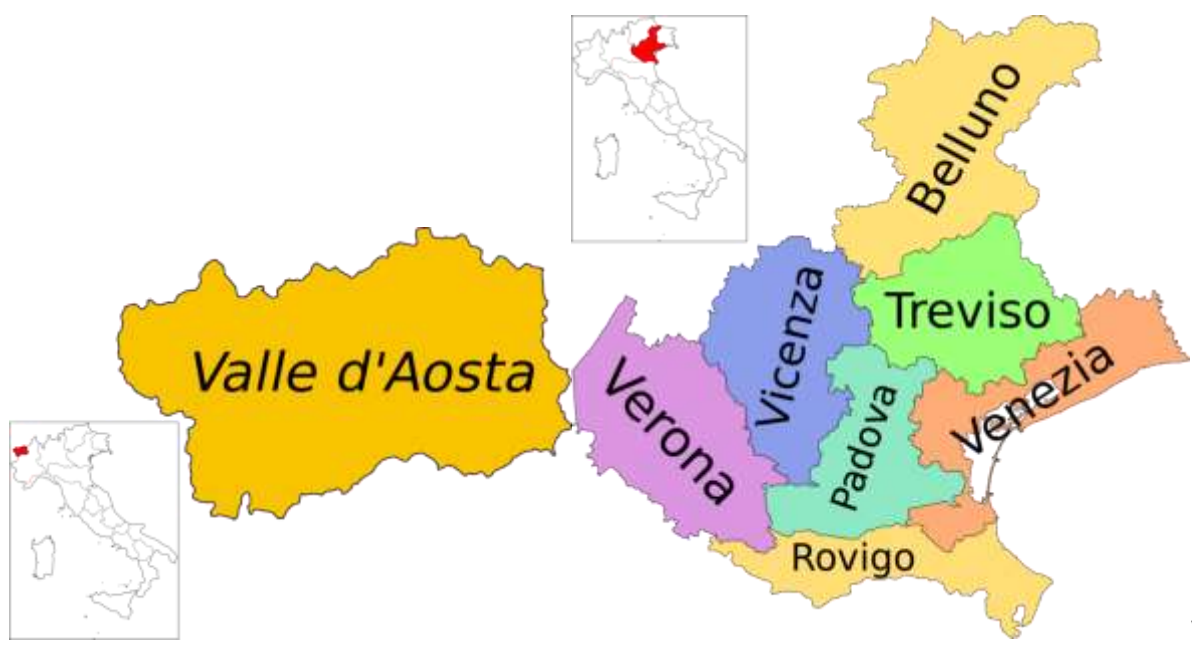 Belluno
Treviso
Vicenza
Venezia
Valle d'Aosta
Verona
Padova
Rovigo